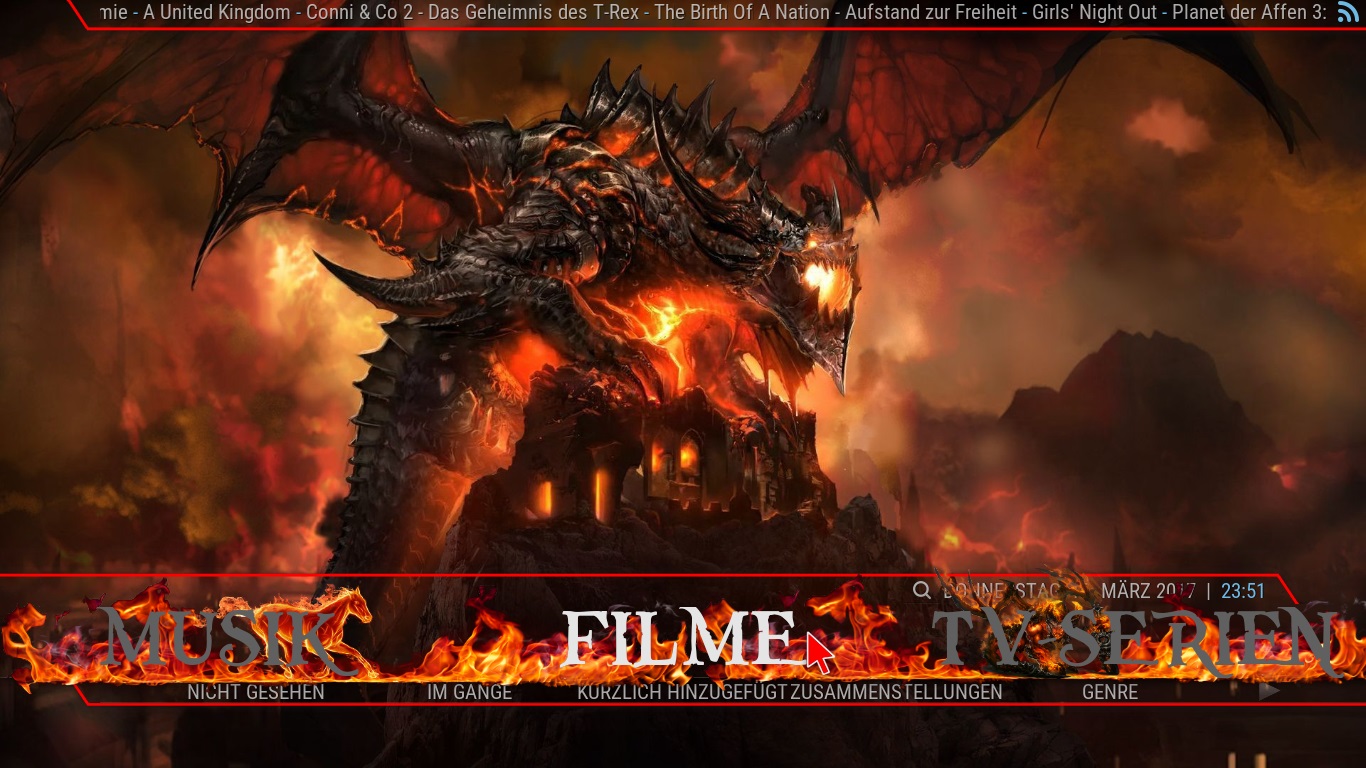 mie - A United Kingdom - Conni & Co 2 - Das Geheimnis des T-Rex - The Birth Of A Nation - Aufstand zur Freiheit - Girls' Night Out - Planet der Affen 3:
MÄRZ 2017 | 23:51
MUSIK FILME TV-SERIEN
NICHT GESEHEN IM GANGE KÜRZLICH HINZUGEFÜGT ZUSAMMENSTELLUNGEN GENRE